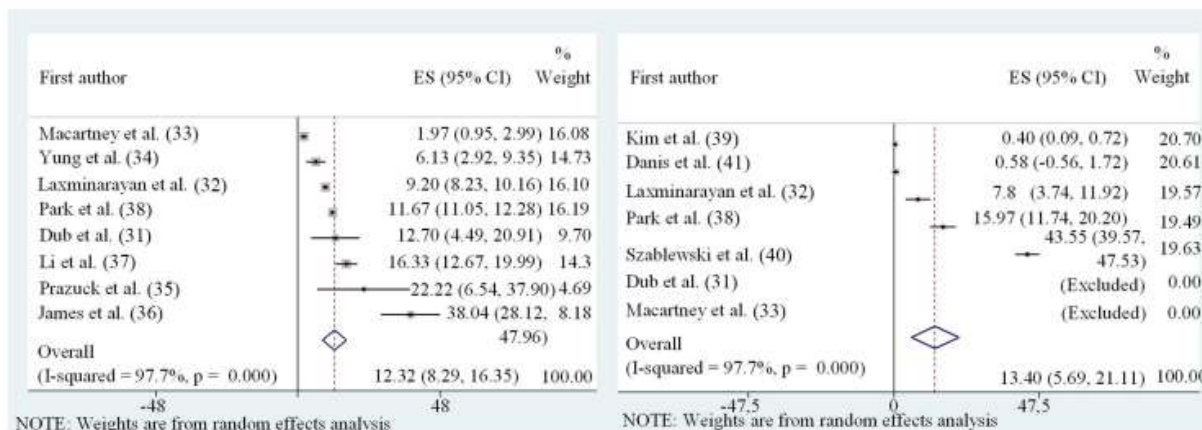 %
First author ES (95% CI) Weight
Macartney et al. (33) 1.97 (0.95, 2.99) 16.08
Yung et al. (34) 6.13 (2.92, 9.35) 14.73
Laxminarayan et al. (32) 9.20 (8.23, 10.16) 16.10
Park et al. (38) 11.67 (11.05, 12.28) 16.19
Dub et al. (31) 12.70 (4.49, 20.91) 9.70
Li et al. (37) 16.33 (12.67, 19.99) 14.3
Prazuck et al. (35) 22.22 (6.54, 37.90) 4.69
James et al. (36) 38.04 (28.12, 8.18
47.96)
Overall
(I-squared = 97.7%, p = 0.000) 12.32 (8.29, 16.35) 100.00
-48 48
NOTE: Weights are from random effects analysis
%
First author ES (95% CI) Weight
Kim et al. (39) 0.40 (0.09, 0.72) 20.70
Danis et al. (41) 0.58 (-0.56, 1.72) 20.61
Laxminarayan et al. (32) 7.8 (3.74, 11.92) 19.57
Park et al. (38) 15.97 (11.74, 20.20) 19.49
Szablewski et al. (40) 43.55 (39.57, 19.63
47.53)
Dub et al. (31) (Excluded) 0.00
Macartney et al. (33) (Excluded) 0.00
Overall
(I-squared = 97.7%, p = 0.000) 13.40 (5.69, 21.11) 100.00
-47,5 0 47,5
NOTE: Weights are from random effects analysis